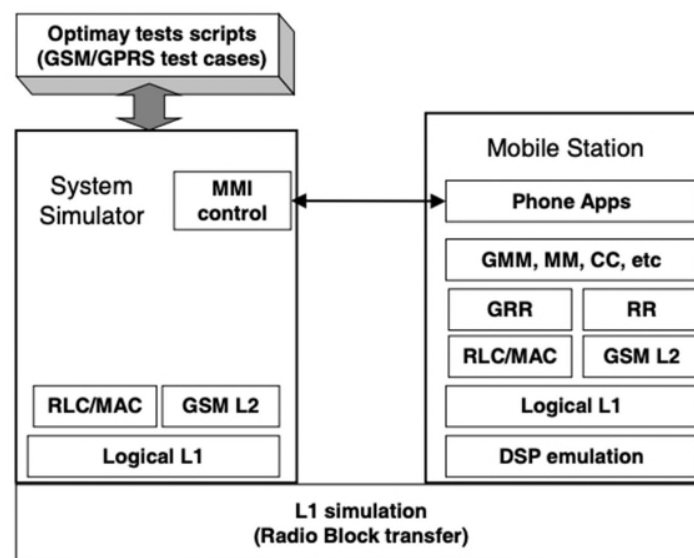 Optimay tests scripts
(GSM/GPRS test cases)
System
Simulator
MMI
control
RLC/MAC
GSM L2
Logical L1
Mobile Station
Phone Apps
GMM, MM, CC, etc
GRR
RR
RLC/MAC
GSM L2
Logical L1
DSP emulation
L1 simulation
(Radio Block transfer)